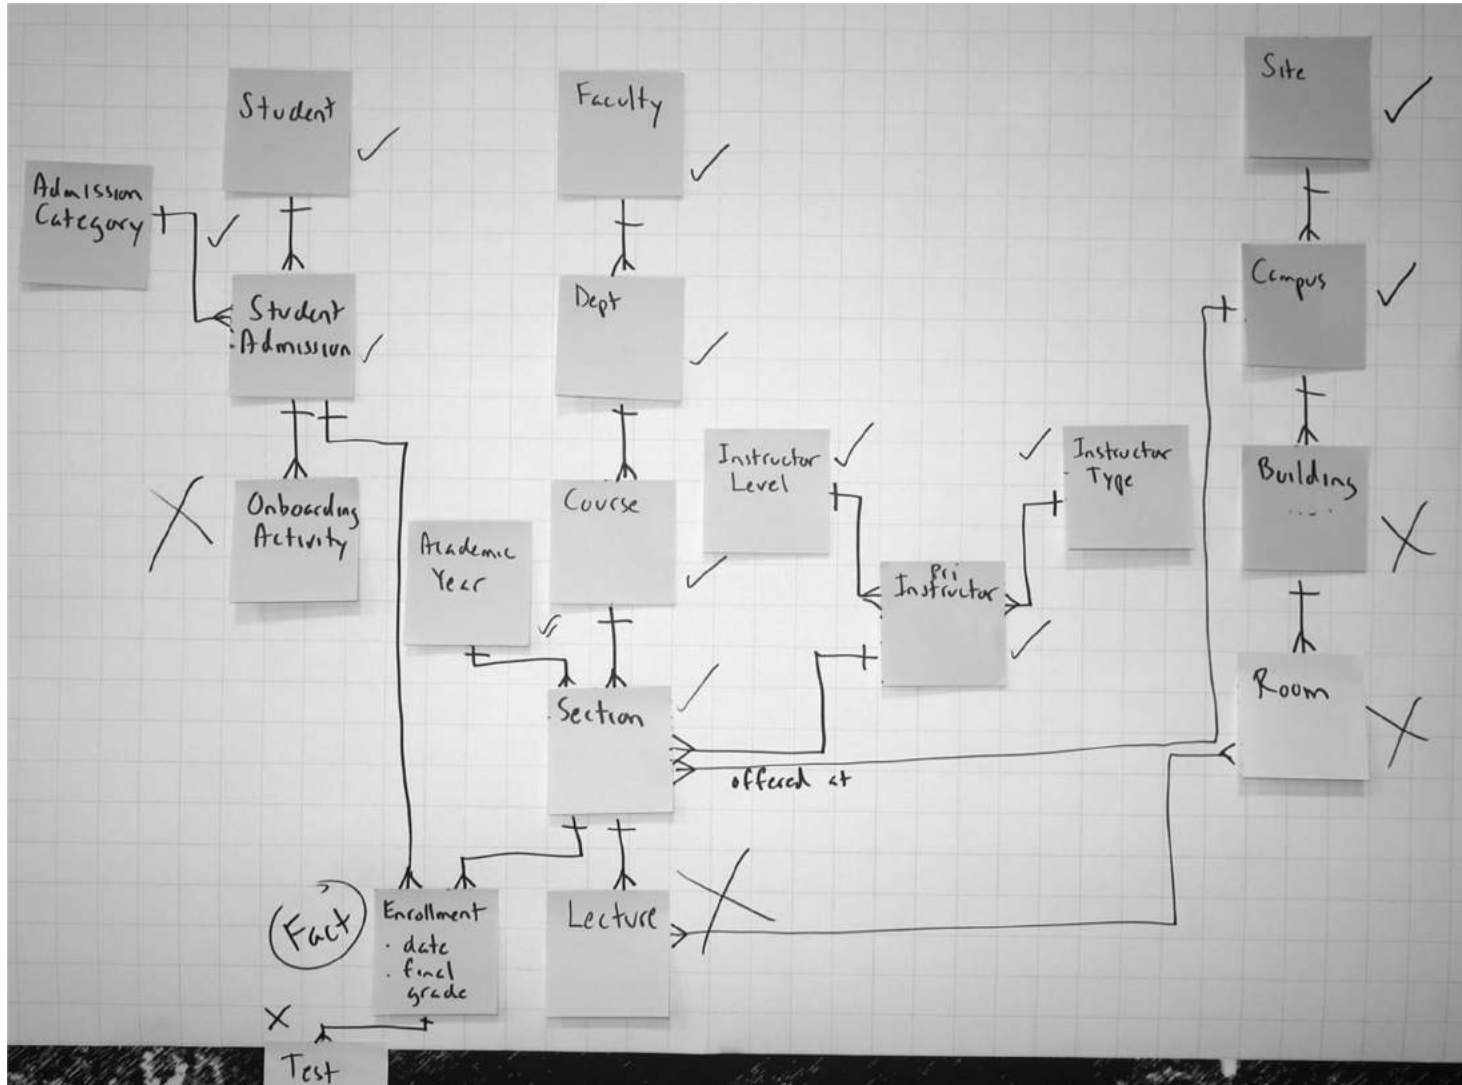 Student
Faculty
Site
Admission
Category
Student
Admission
Dept
Campus
Onboarding
Activity
Academic
Year
Course
Instructor
Level
Instructor
Type
Building
Pri
Instructor
Section
Room
offered at
Fact
Enrollment
. date
. final
grade
Lecture
Test